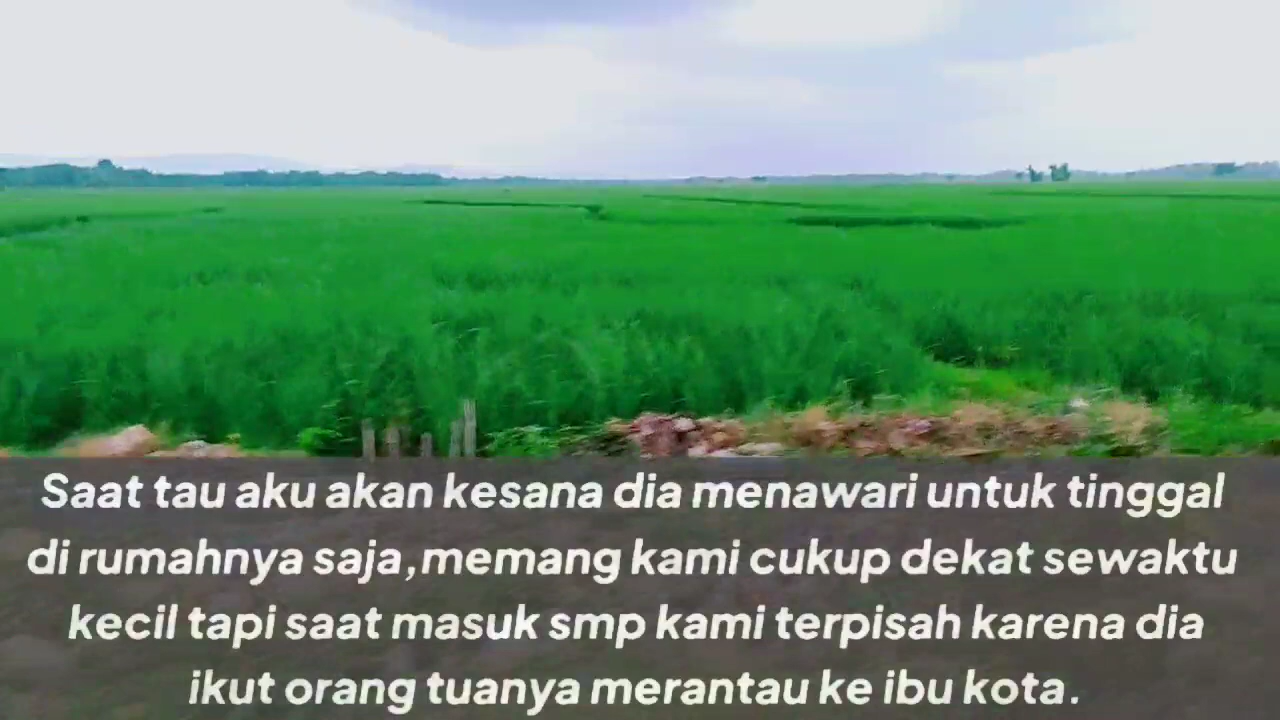 Saat tau aku akan kesana dia menawari untuk tinggal
di rumahnya saja,memang kami cukup dekat sewaktu
kecil tapi saat masuk smp kami terpisah karena dia
ikut orang tuanya merantau ke ibu kota.